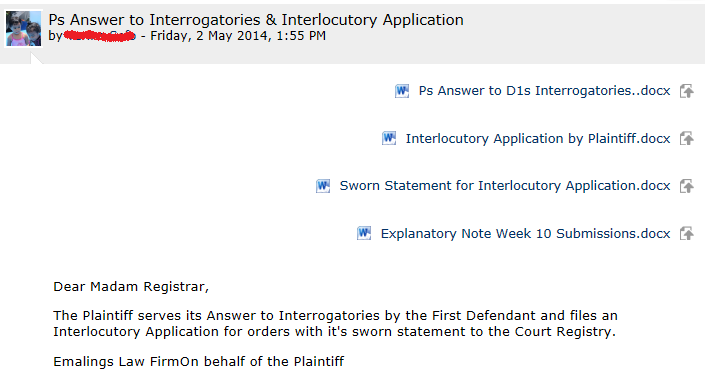 Ps Answer to Interrogatories & Interlocutory Application
by - Friday, 2 May 2014, 1:55 PM
Ps Answer to D1s Interrogatories..docx
Interlocutory Application by Plaintiff.docx
Sworn Statement for Interlocutory Application.docx
Explanatory Note Week 10 Submissions.docx
Dear Madam Registrar,
The Plaintiff serves its Answer to Interrogatories by the First Defendant and files an
Interlocutory Application for orders with it's sworn statement to the Court Registry.
Emalings Law FirmOn behalf of the Plaintiff